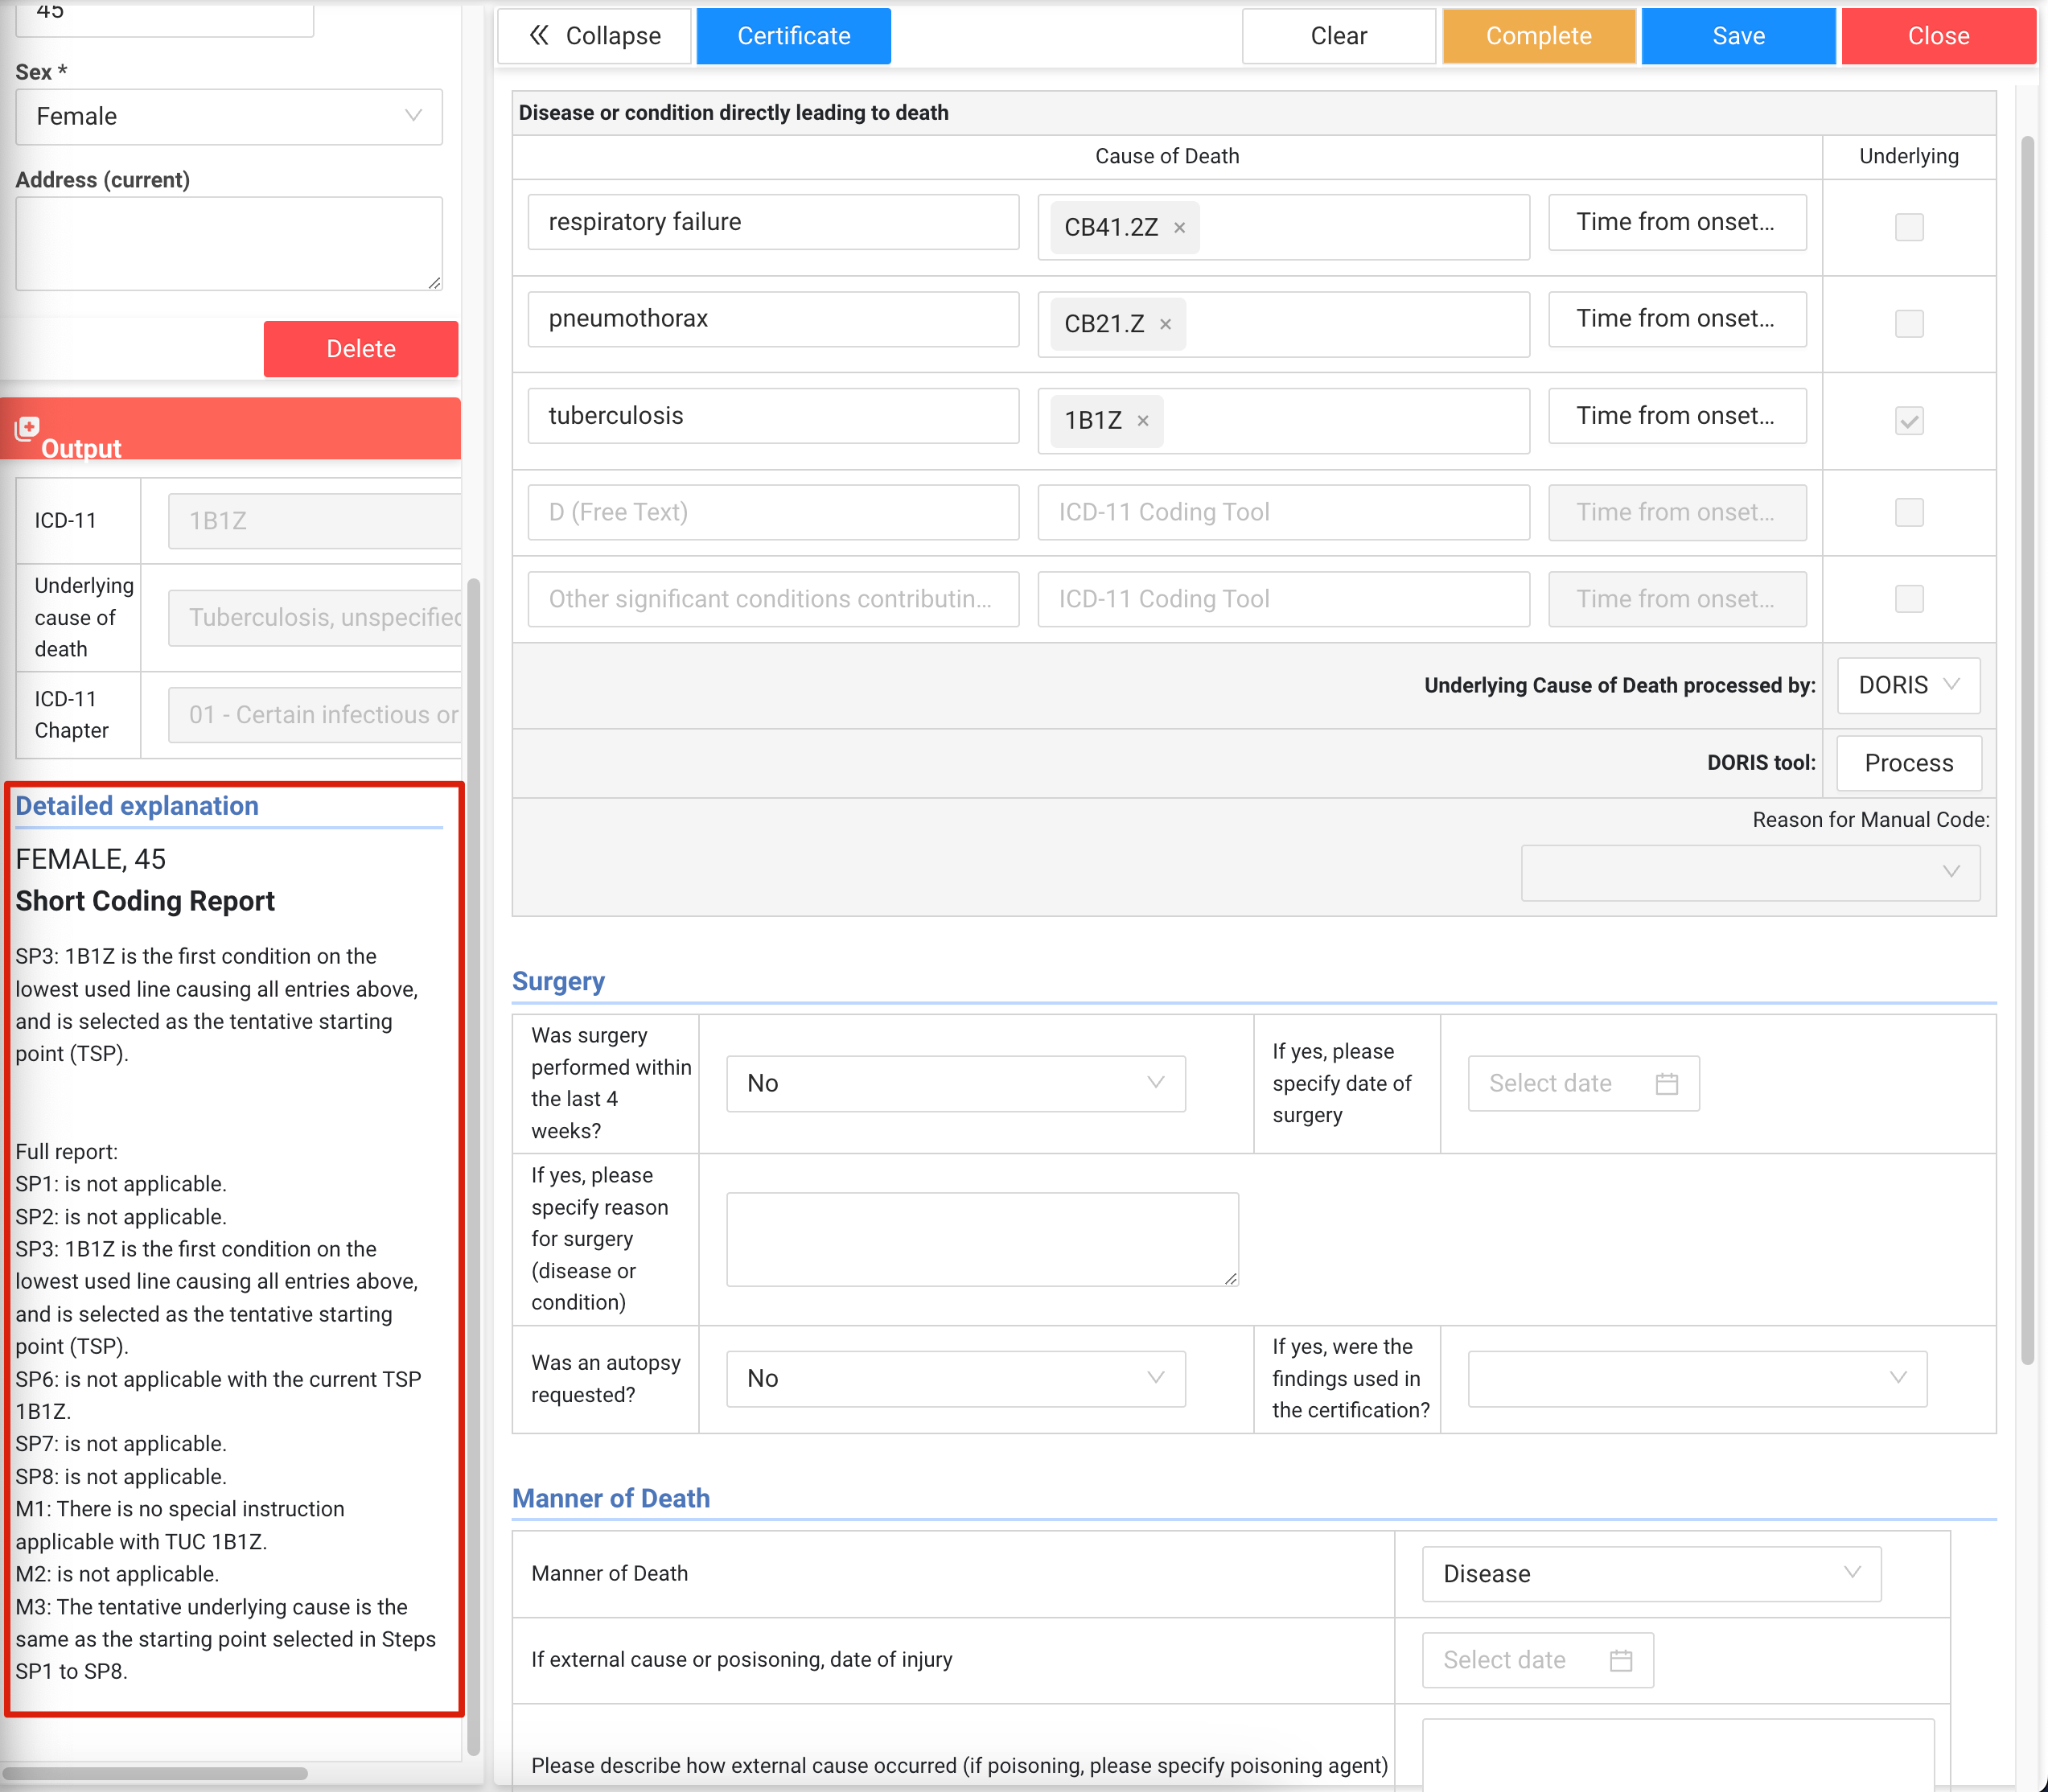 45
Sex *
Female
Address (current)
Delete
Output
ICD-11
1B1Z
Underlying
cause of
death
Tuberculosis, unspecified
ICD-11
Chapter
01 - Certain infectious or
Detailed explanation
FEMALE, 45
Short Coding Report
SP3: 1B1Z is the first condition on the
lowest used line causing all entries above,
and is selected as the tentative starting
point (TSP).
Full report:
SP1: is not applicable.
SP2: is not applicable.
SP3: 1B1Z is the first condition on the
lowest used line causing all entries above,
and is selected as the tentative starting
point (TSP).
SP6: is not applicable with the current TSP
1B1Z.
SP7: is not applicable.
SP8: is not applicable.
M1: There is no special instruction
applicable with TUC 1B1Z.
M2: is not applicable.
M3: The tentative underlying cause is the
same as the starting point selected in Steps
SP1 to SP8.
Collapse
Certificate
Clear
Complete
Save
Close
Disease or condition directly leading to death
Cause of Death
Underlying
respiratory failure
CB41.2Z ×
Time from onset...
pneumothorax
CB21.Z ×
Time from onset...
tuberculosis
1B1Z ×
Time from onset...
D (Free Text)
ICD-11 Coding Tool
Time from onset...
Other significant conditions contributin...
ICD-11 Coding Tool
Time from onset...
Underlying Cause of Death processed by:
DORIS
DORIS tool:
Process
Reason for Manual Code:
Surgery
Was surgery
performed within
the last 4
weeks?
No
If yes, please
specify date of
surgery
Select date
If yes, please
specify reason
for surgery
(disease or
condition)
Was an autopsy
requested?
No
If yes, were the
findings used in
the certification?
Manner of Death
Manner of Death
Disease
If external cause or posisoning, date of injury
Select date
Please describe how external cause occurred (if poisoning, please specify poisoning agent)